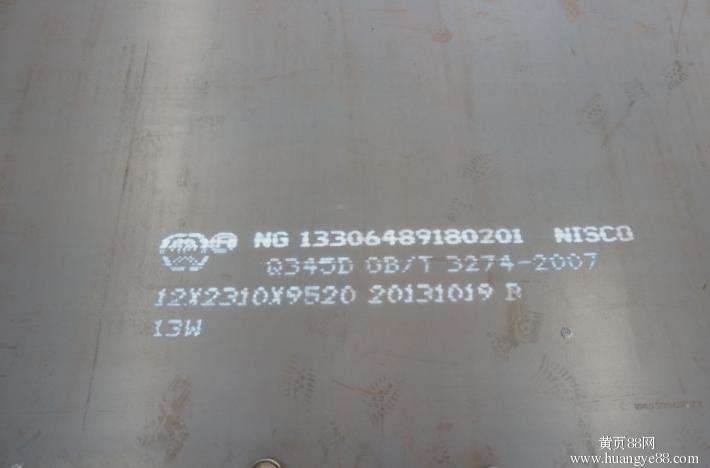 ® NG 13306489180201 NISCO
Q345D GB/T 3274-2007
12X2310X9520 20131019 B
13W
黄页88网
www.huangye88.com